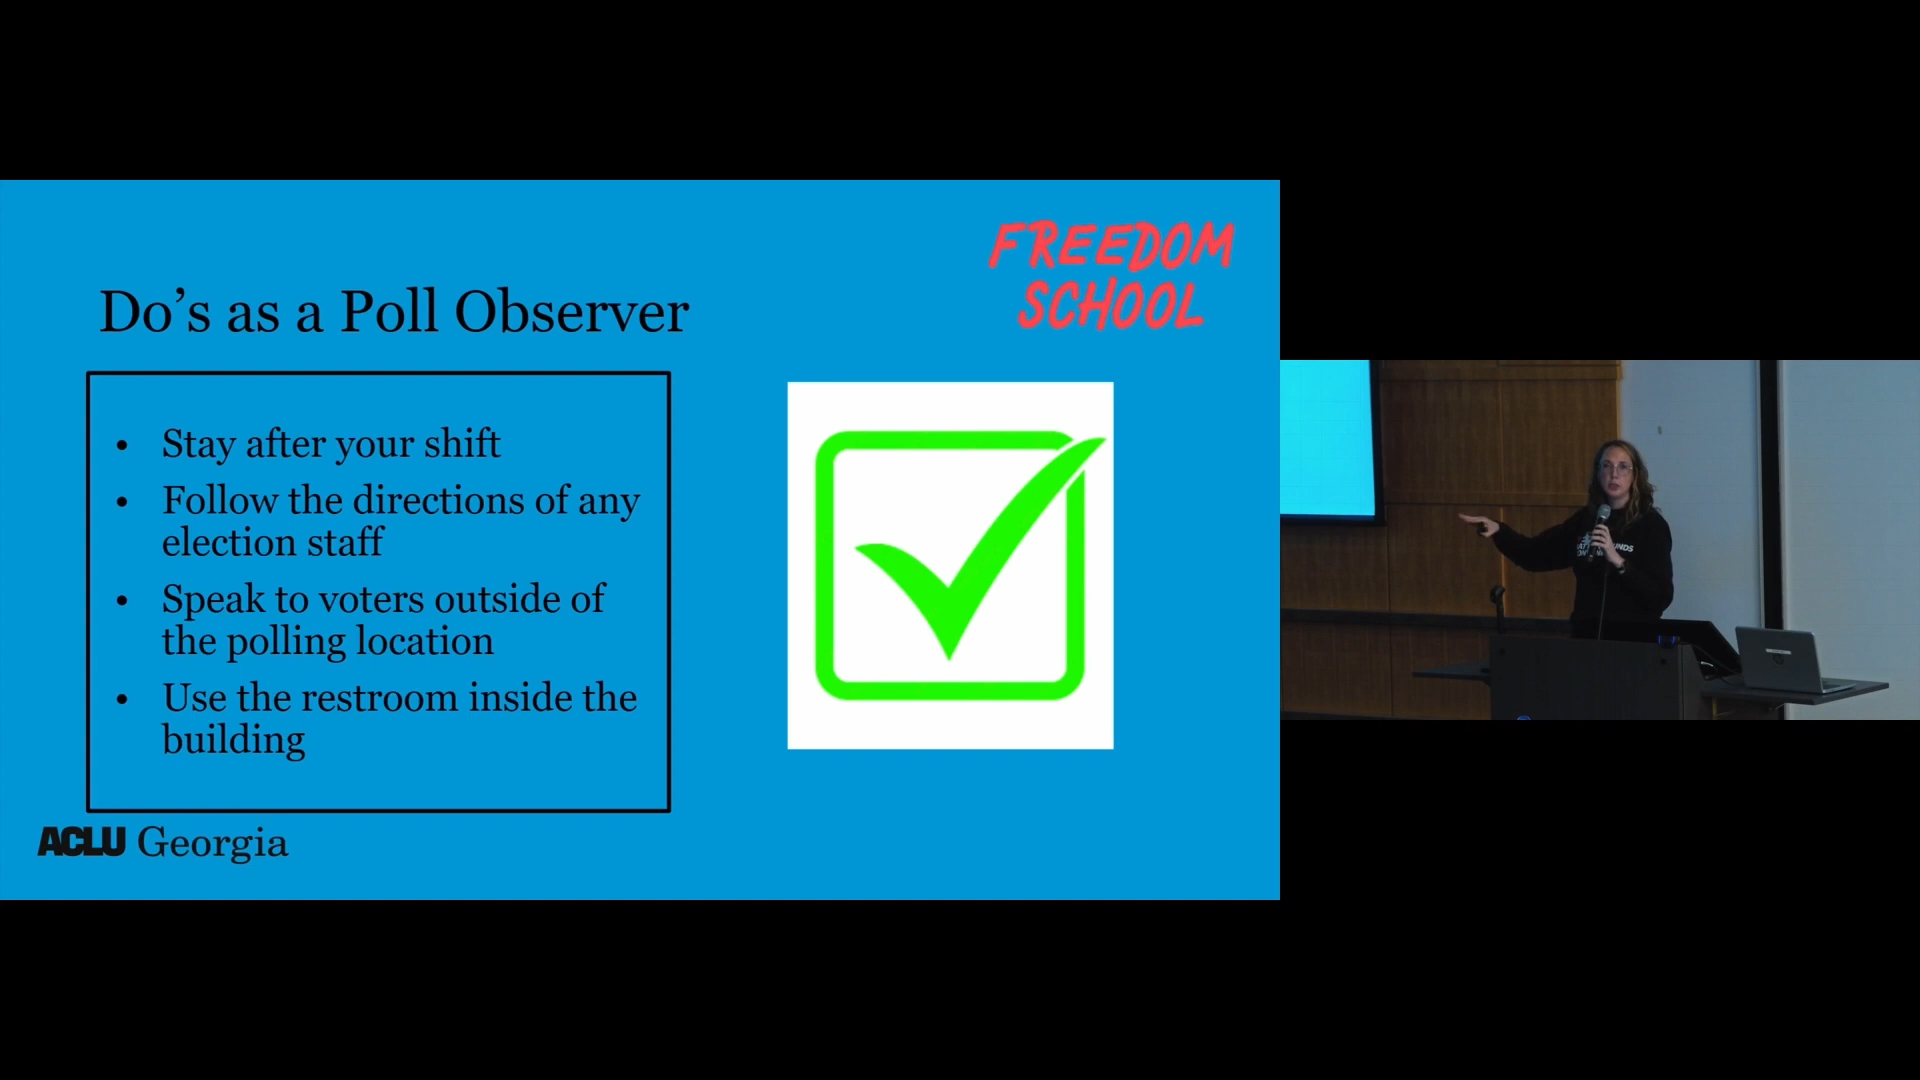 FREEDOM
SCHOOL
Do’s as a Poll Observer
• Stay after your shift
• Follow the directions of any
election staff
• Speak to voters outside of
the polling location
• Use the restroom inside the
building
ACLU Georgia